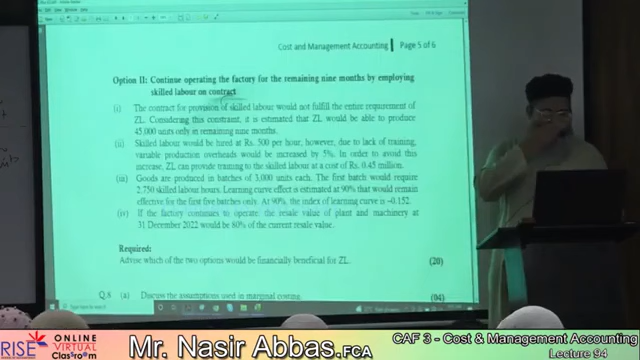 Cost and Management Accounting | Page 5 of 6
Option II: Continue operating the factory for the remaining nine months by employing
skilled labour on contract
(i) The contract for provision of skilled labour would not fulfill the entire requirement of
ZL. Considering this constraint, it is estimated that ZL would be able to produce
45,000 units only in remaining nine months.
(ii) Skilled labour would be hired at Rs. 500 per hour; however, due to lack of training,
variable production overheads would be increased by 5%. In order to avoid this
increase, ZL can provide training to the skilled labour at a cost of Rs. 0.45 million.
(iii) Goods are produced in batches of 3,000 units each. The first batch would require
2,750 skilled labour hours. Learning curve effect is estimated at 90% that would remain
effective for the first five batches only. At 90%, the index of learning curve is –0.152.
(iv) If the factory continues to operate, the resale value of plant and machinery at
31 December 2022 would be 80% of the current resale value.
Required:
Advise which of the two options would be financially beneficial for ZL. (20)
Q.8 (a) Discuss the assumptions used in marginal costing. (04)
RISE ONLINE VIRTUAL Classroom
Mr. Nasir Abbas.FCA
CAF 3 - Cost & Management Accounting
Lecture 94